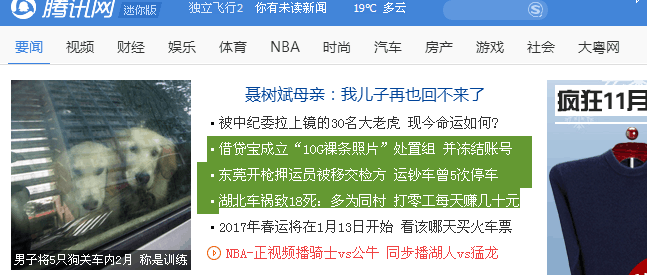 腾讯网 迷你版 独立飞行2 你有未读新闻 19℃ 多云
要闻 视频 财经 娱乐 体育 NBA 时尚 汽车 房产 游戏 社会 大粤网
聂树斌母亲：我儿子再也回不来了
被中纪委拉上镜的30名大老虎 现今命运如何?
借贷宝成立“10G裸条照片”处置组 并冻结账号
东莞开枪押运员被移交检方 运钞车曾5次停车
湖北车祸致18死：多为同村 打零工每天赚几十元
2017年春运将在1月13日开始 看该哪天买火车票
NBA-正视频播骑士vs公牛 同步播湖人vs猛龙
男子将5只狗关车内2月 称是训练
疯狂11月